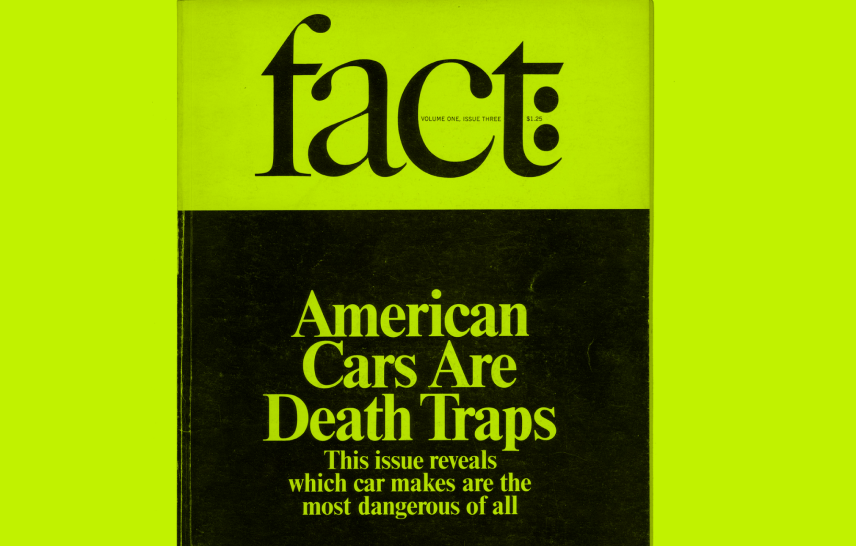 fact:
VOLUME ONE, ISSUE THREE $1.25
American
Cars Are
Death Traps
This issue reveals
which car makes are the
most dangerous of all